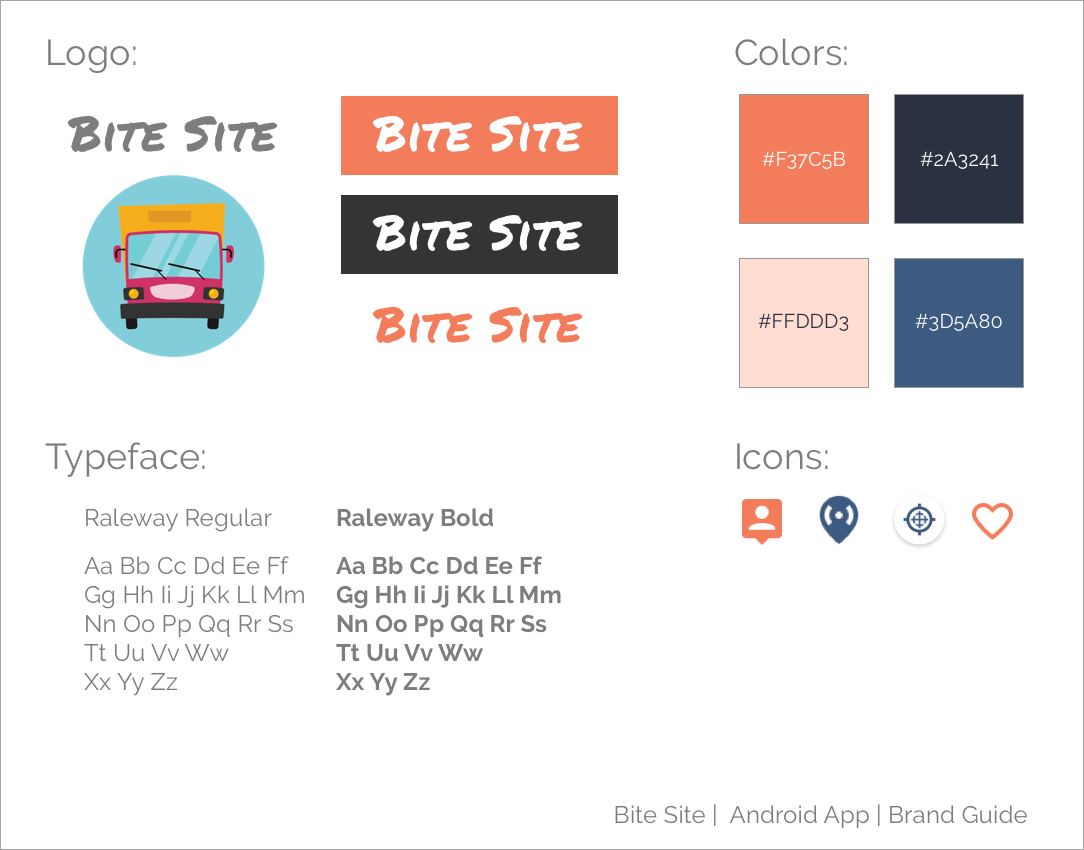 Logo:
Bite Site
Bite Site
Bite Site
Bite Site
Colors:
#F37C5B
#2A3241
#FFDDD3
#3D5A80
Typeface:
Raleway Regular
Aa Bb Cc Dd Ee Ff
Gg Hh Ii Jj Kk Ll Mm
Nn Oo Pp Qq Rr Ss
Tt Uu Vv Ww
Xx Yy Zz
Raleway Bold
Aa Bb Cc Dd Ee Ff
Gg Hh Ii Jj Kk Ll Mm
Nn Oo Pp Qq Rr Ss
Tt Uu Vv Ww
Xx Yy Zz
Icons:
Bite Site | Android App | Brand Guide